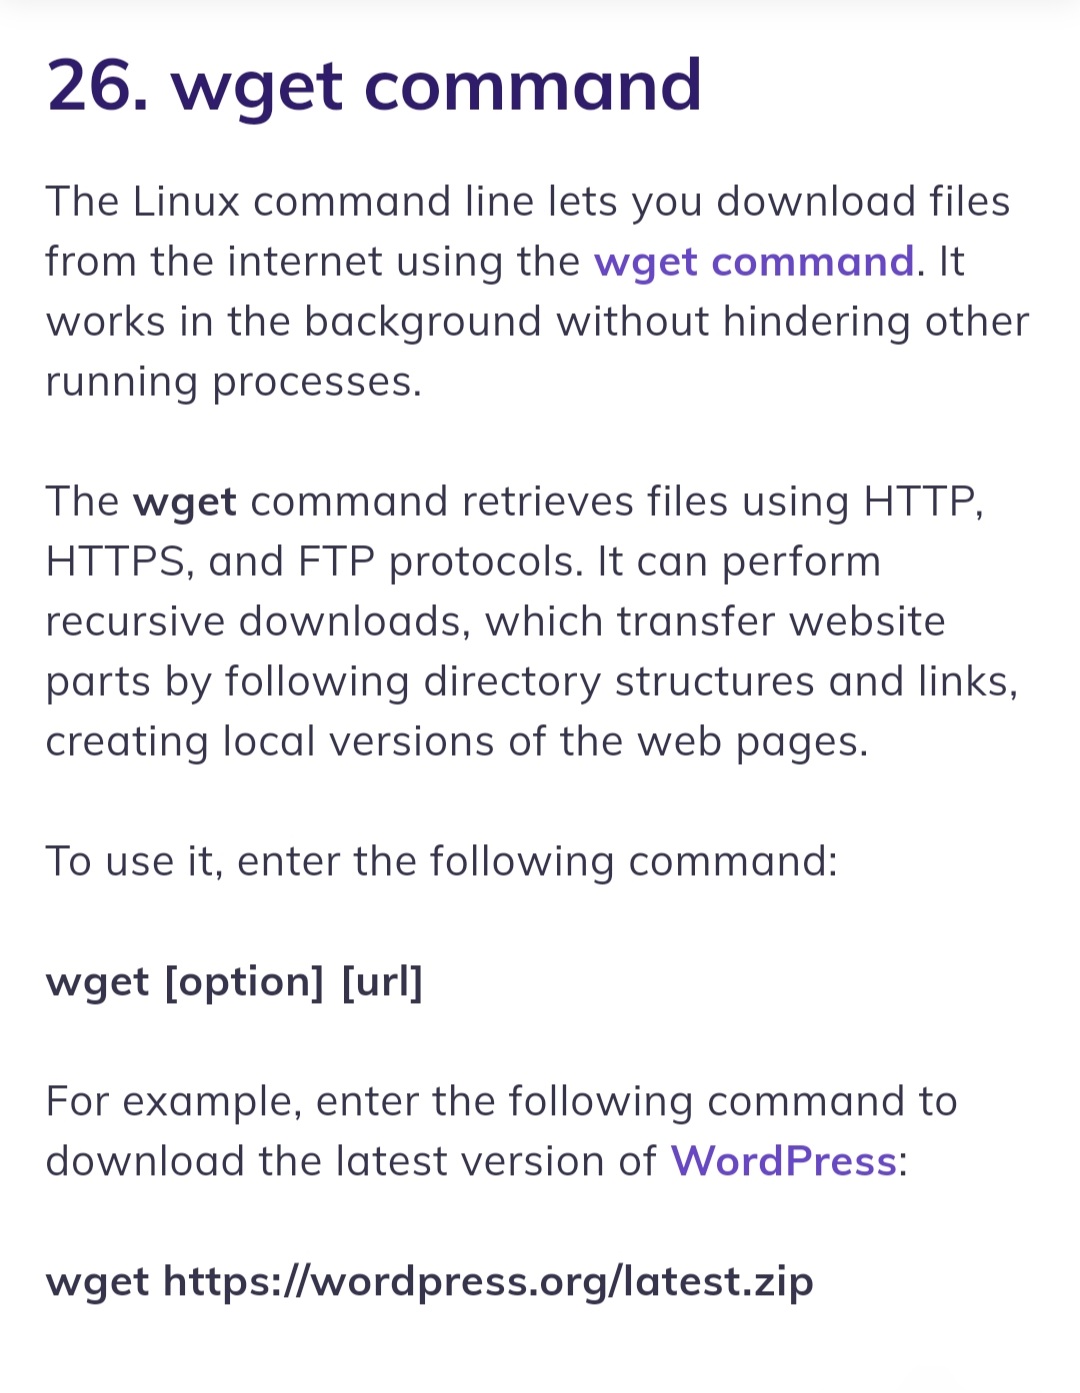 26. wget command
The Linux command line lets you download files
from the internet using the wget command. It
works in the background without hindering other
running processes.
The wget command retrieves files using HTTP,
HTTPS, and FTP protocols. It can perform
recursive downloads, which transfer website
parts by following directory structures and links,
creating local versions of the web pages.
To use it, enter the following command:
wget [option] [url]
For example, enter the following command to
download the latest version of WordPress:
wget https://wordpress.org/latest.zip